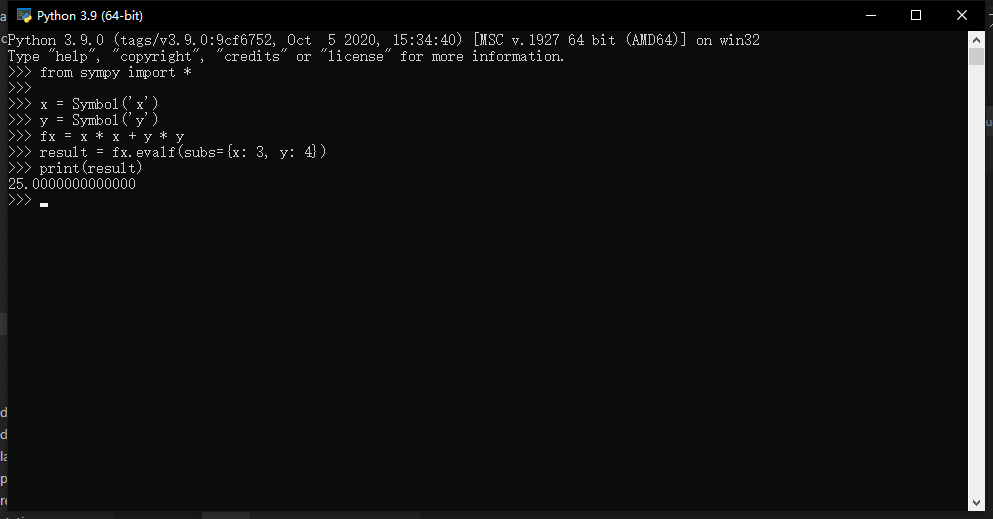 Python 3.9 (64-bit)
Python 3.9.0 (tags/v3.9.0:9cf6752, Oct  5 2020, 15:34:40) [MSC v.1927 64 bit (AMD64)] on win32
Type "help", "copyright", "credits" or "license" for more information.
>>> from sympy import *
>>>
>>> x = Symbol('x')
>>> y = Symbol('y')
>>> fx = x * x + y * y
>>> result = fx.evalf(subs={x: 3, y: 4})
>>> print(result)
25.0000000000000
>>>